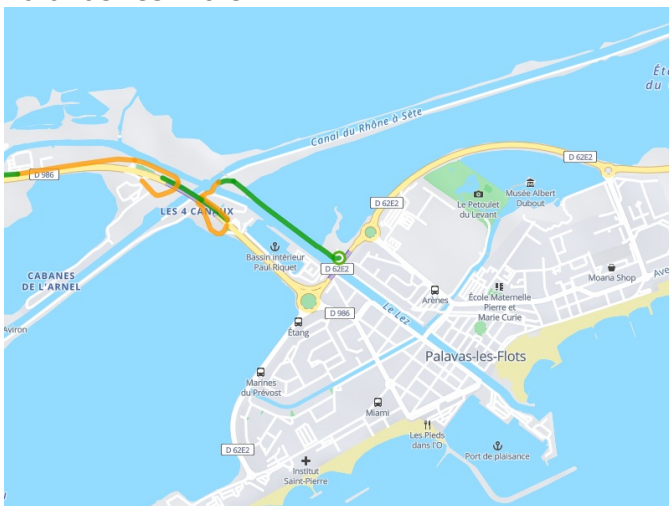 Canal du Rhône à Sète
D 62E2
D 986
Musée Albert
Dubout
Le Petoulet
du Levant
D 62E2
LES 4 CANAUX
Bassin intérieur
Paul Riquet
D 62E2
Moana Shop
CABANES
DE L'ARNEL
Arènes
École Maternelle
Pierre et
Marie Curie
Le Lez
D 986
Étang
Palavas-les-Flots
Marines
du Prévost
Miami
Les Pieds
dans l'O
D 62E2
Port de plaisance
Institut
Saint-Pierre